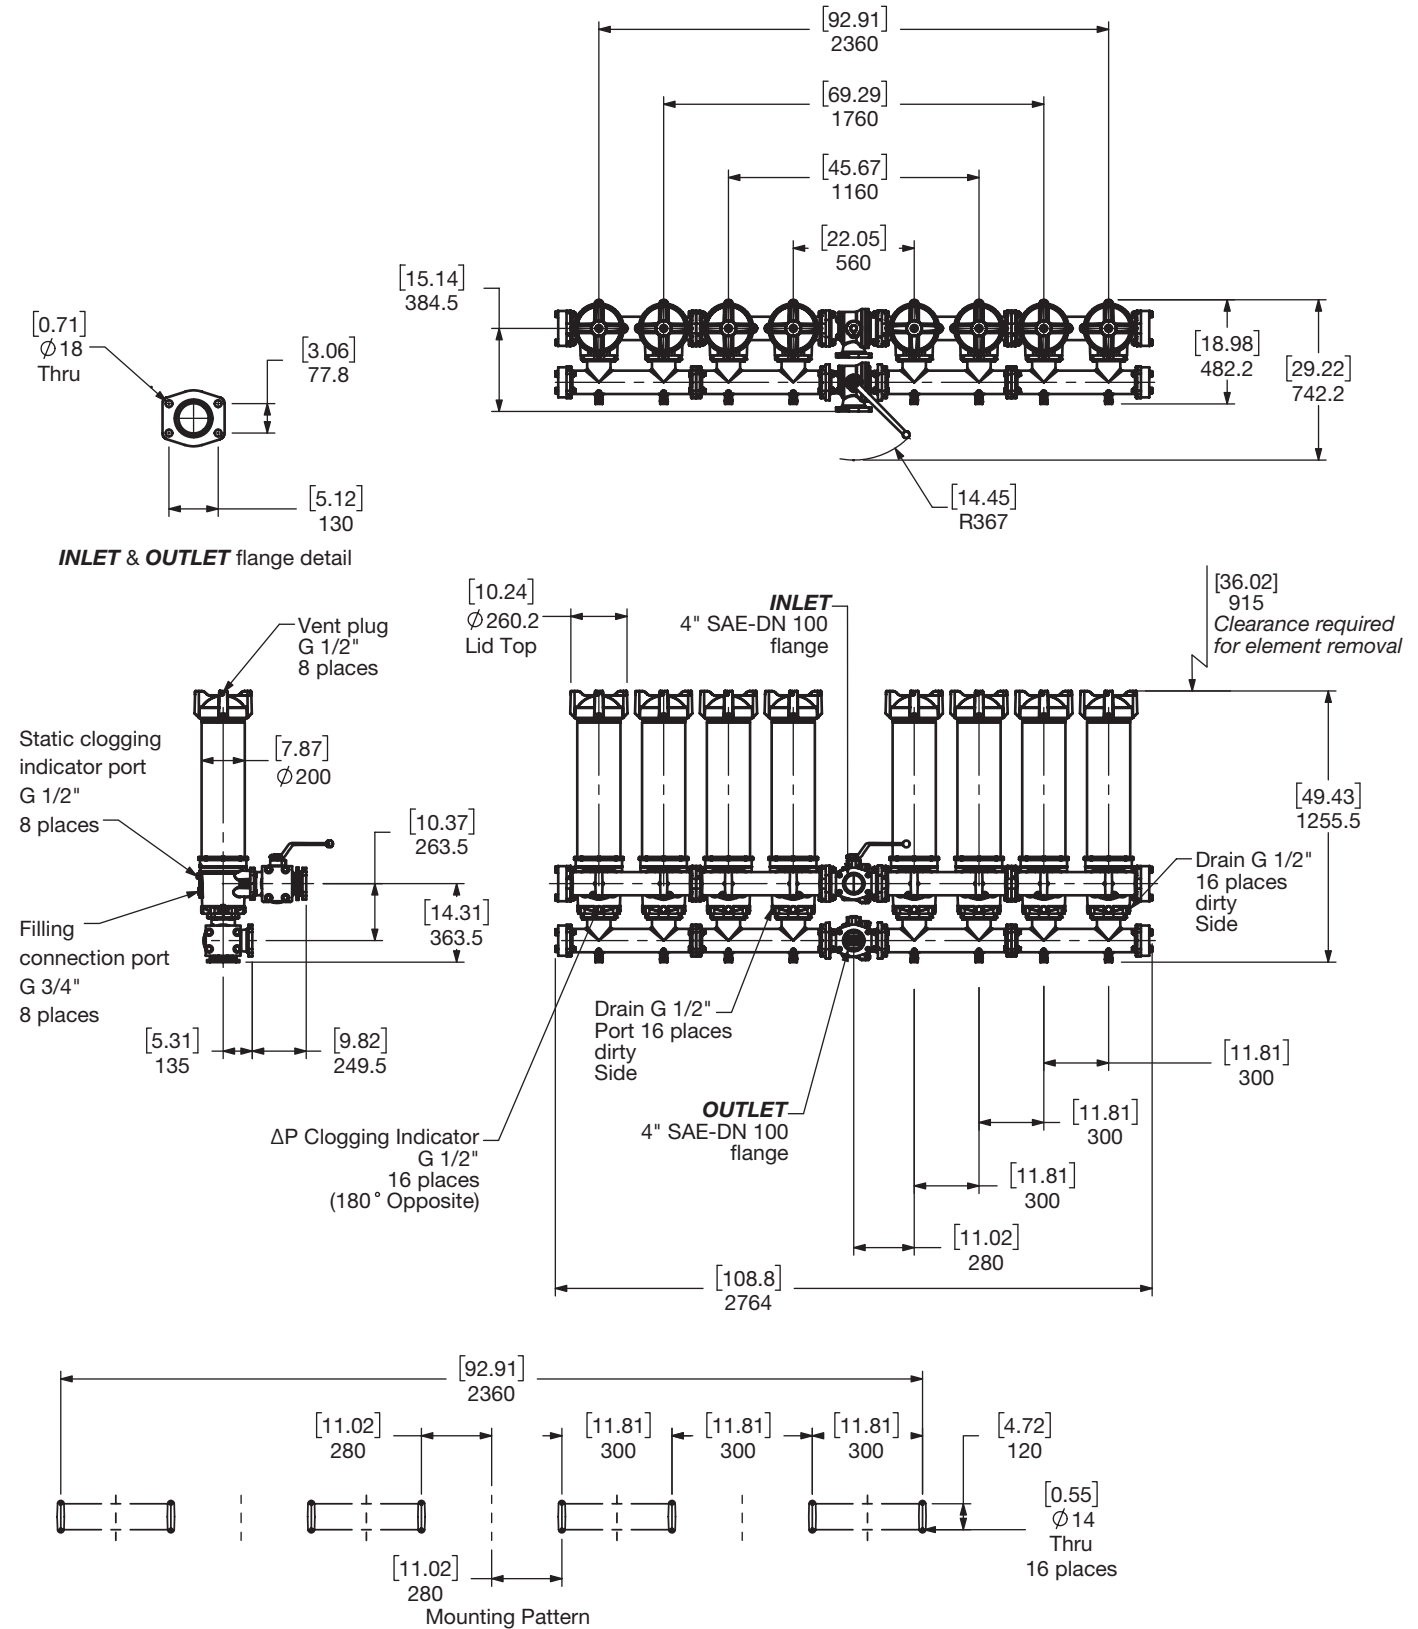 [92.91]
2360
[69.29]
1760
[45.67]
1160
[22.05]
560
[15.14]
384.5
[18.98]
482.2
[29.22]
742.2
[14.45]
R367
[0.71]
Ø18
Thru
[3.06]
77.8
[5.12]
130
INLET & OUTLET flange detail
[10.24]
Ø260.2
Lid Top
INLET
4" SAE-DN 100
flange
[36.02]
915
Clearance required
for element removal
Vent plug
G 1/2"
8 places
Static clogging
indicator port
G 1/2"
8 places
[7.87]
Ø200
[10.37]
263.5
[14.31]
363.5
Filling
connection port
G 3/4"
8 places
[5.31]
135
[9.82]
249.5
[49.43]
1255.5
Drain G 1/2"
16 places
dirty
Side
Drain G 1/2"
Port 16 places
dirty
Side
OUTLET
4" SAE-DN 100
flange
ΔP Clogging Indicator
G 1/2"
16 places
(180° Opposite)
[11.81]
300
[11.81]
300
[11.81]
300
[11.02]
280
[108.8]
2764
[92.91]
2360
[11.02]
280
[11.81]
300
[11.81]
300
[11.81]
300
[4.72]
120
[0.55]
Ø14
Thru
16 places
[11.02]
280
Mounting Pattern